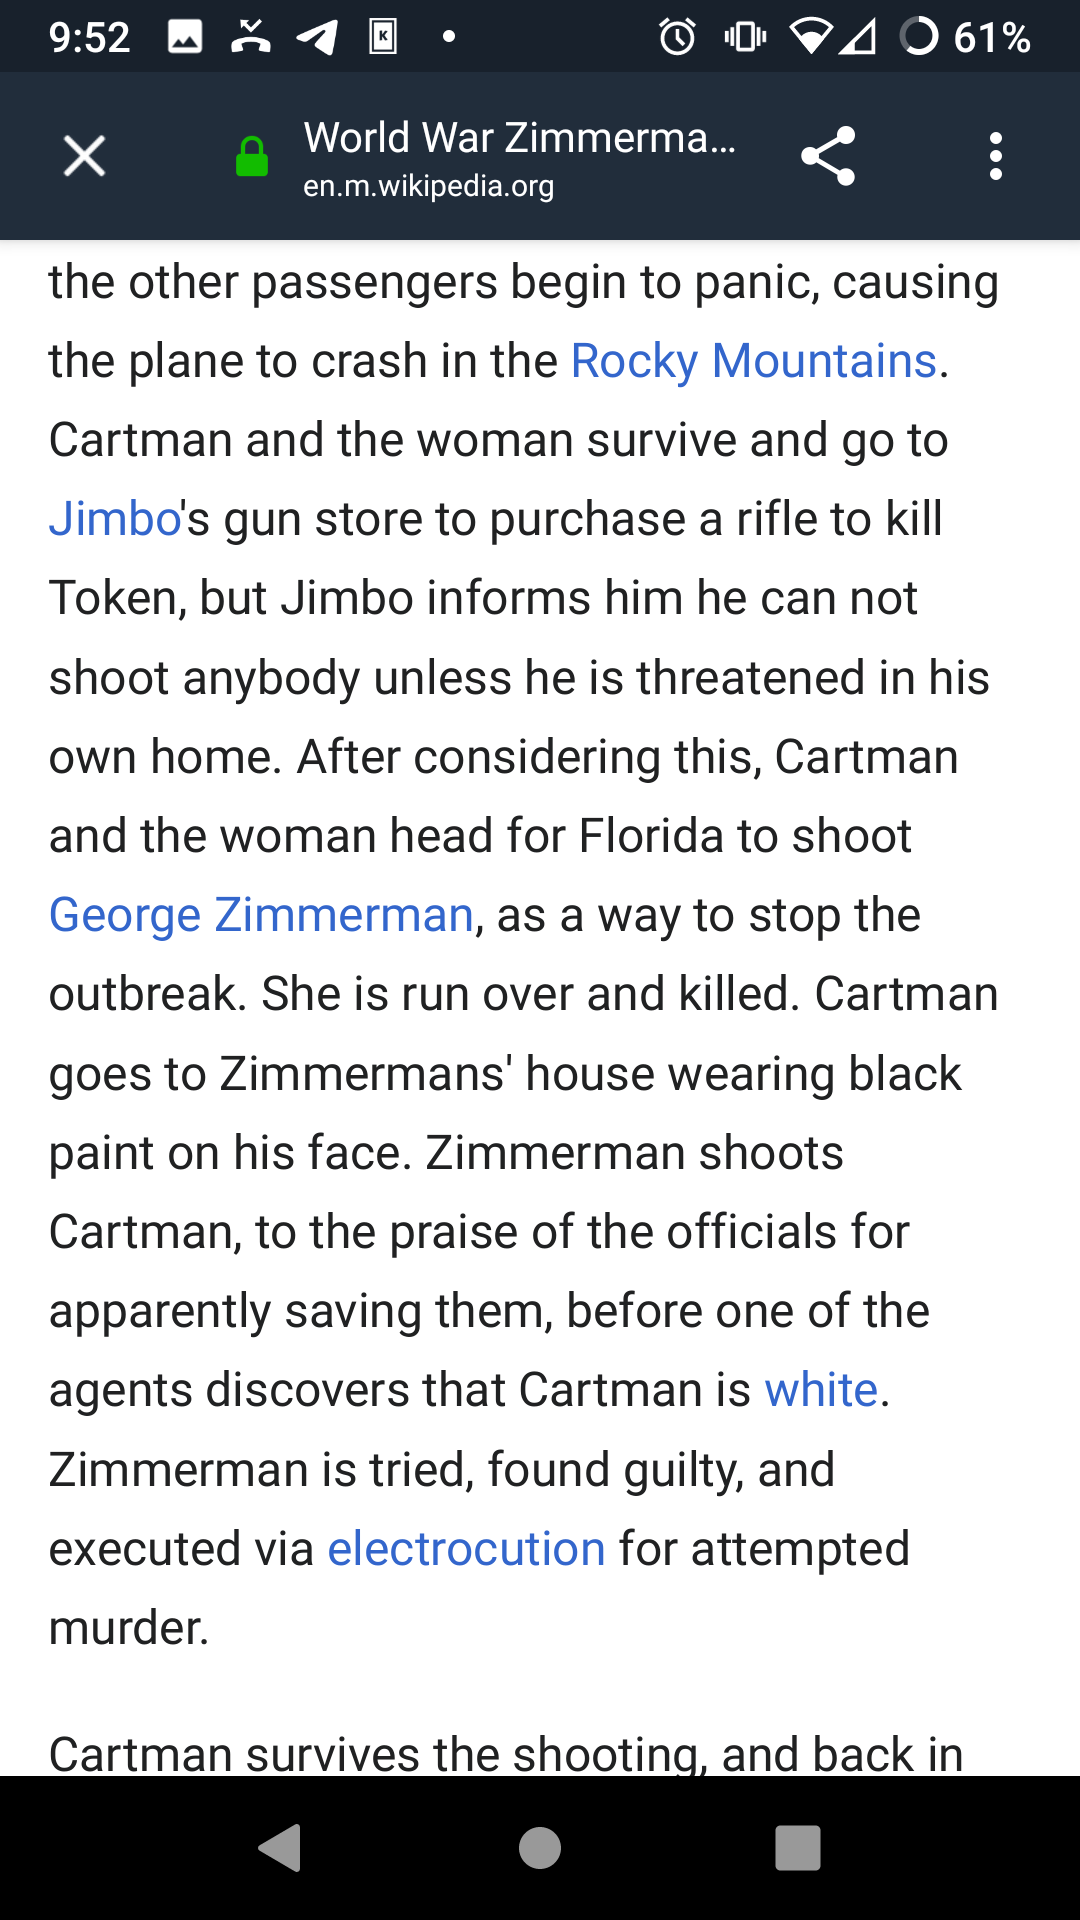 9:52
61%
World War Zimmerma...
en.m.wikipedia.org
the other passengers begin to panic, causing
the plane to crash in the Rocky Mountains.
Cartman and the woman survive and go to
Jimbo's gun store to purchase a rifle to kill
Token, but Jimbo informs him he can not
shoot anybody unless he is threatened in his
own home. After considering this, Cartman
and the woman head for Florida to shoot
George Zimmerman, as a way to stop the
outbreak. She is run over and killed. Cartman
goes to Zimmermans' house wearing black
paint on his face. Zimmerman shoots
Cartman, to the praise of the officials for
apparently saving them, before one of the
agents discovers that Cartman is white.
Zimmerman is tried, found guilty, and
executed via electrocution for attempted
murder.
Cartman survives the shooting, and back in